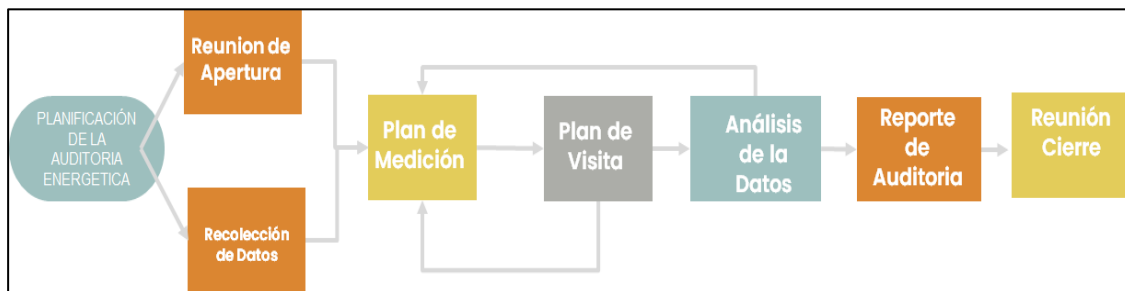 PLANIFICACIÓN
DE LA
AUDITORIA
ENERGETICA
Reunion de
Apertura
Recolección
de Datos
Plan de
Medición
Plan de
Visita
Análisis
de la
Datos
Reporte
de
Auditoria
Reunión
Cierre